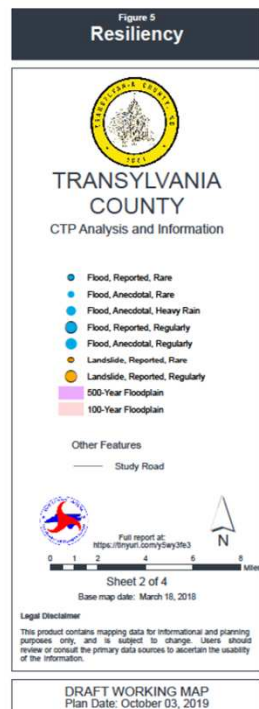 Figure 5
Resiliency
TRANSYLVANIA
COUNTY
CTP Analysis and Information
Flood, Reported, Rare
Flood, Anecdotal, Rare
Flood, Anecdotal, Heavy Rain
Flood, Reported, Regularly
Flood, Anecdotal, Regularly
Landslide, Reported, Rare
Landslide, Reported, Regularly
500-Year Floodplain
100-Year Floodplain
Other Features
Study Road
N
Full report at:
0 1 2 4 6 8
Miles
Sheet 2 of 4
Base map date: March 18, 2018
Legal Disclaimer
This product contains mapping data for informational and planning
purposes only, and is subject to change. Users should
review or consult the primary data sources to ascertain the usability
of the information.
DRAFT WORKING MAP
Plan Date: October 03, 2019